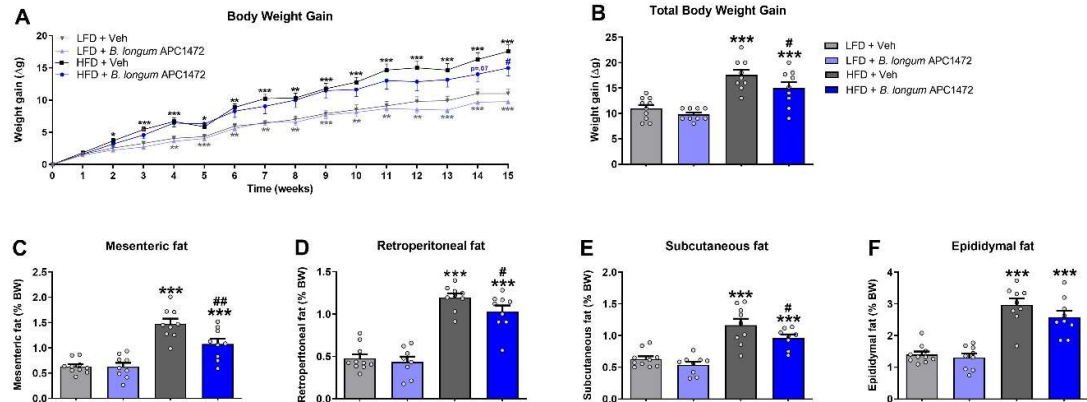 A
Body Weight Gain
LFD + Veh
LFD + B. longum APC1472
HFD + Veh
HFD + B. longum APC1472
Weight gain (Δg)
20
15
10
5
0
*
***
***
*
**
***
**
***
***
***
***
***
***
***
p=.07
#
**
***
**
**
**
***
**
**
**
**
***
***
0 1 2 3 4 5 6 7 8 9 10 11 12 13 14 15
Time (weeks)
B
Total Body Weight Gain
Weight gain (Δg)
25
20
15
10
5
0
***
#
***
LFD + Veh
LFD + B. longum APC1472
HFD + Veh
HFD + B. longum APC1472
C
Mesenteric fat
Mesenteric fat (% BW)
2.5
2.0
1.5
1.0
0.5
0.0
***
##
***
D
Retroperitoneal fat
Retroperitoneal fat (% BW)
1.5
1.0
0.5
0.0
***
#
***
E
Subcutaneous fat
Subcutaneous fat (% BW)
2.0
1.5
1.0
0.5
0.0
***
#
***
F
Epididymal fat
Epididymal fat (% BW)
4
3
2
1
0
***
***